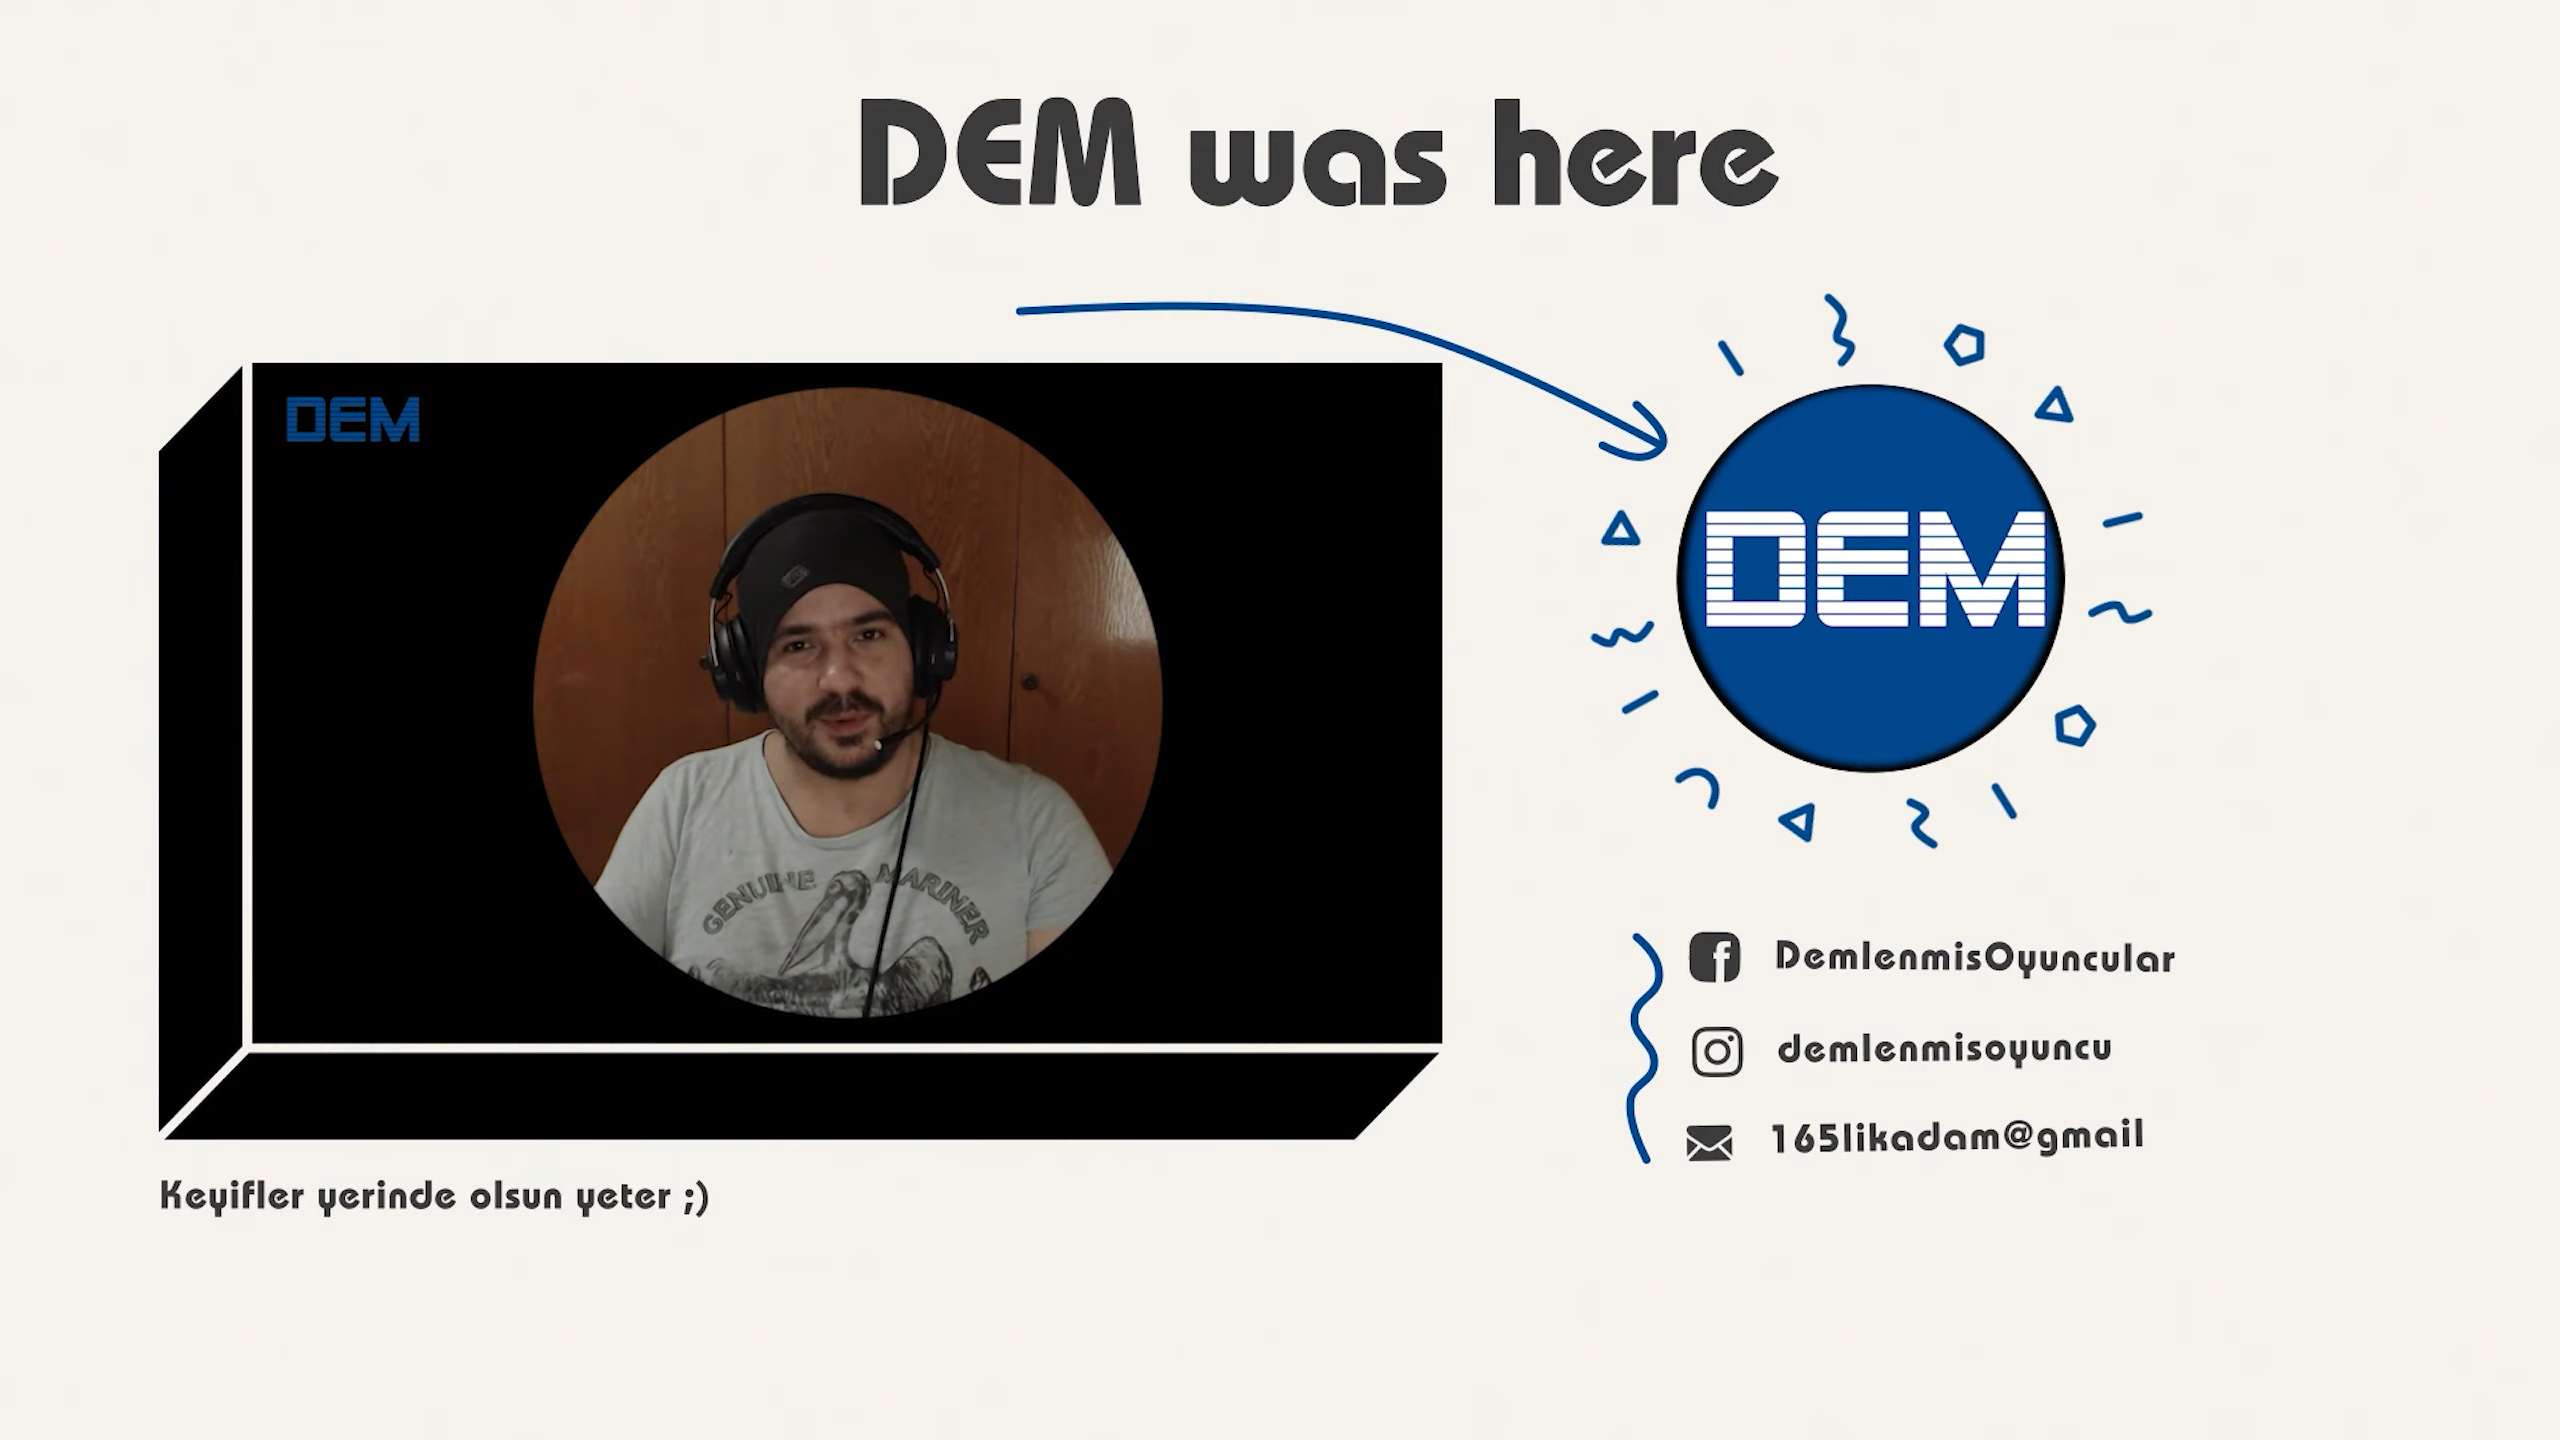 DEM was here
DEM
GENUINE MARINER
DEM
DemlenmisOyuncular
demlenmisoyuncu
165likadam@gmail
Keyifler yerinde olsun yeter ;)